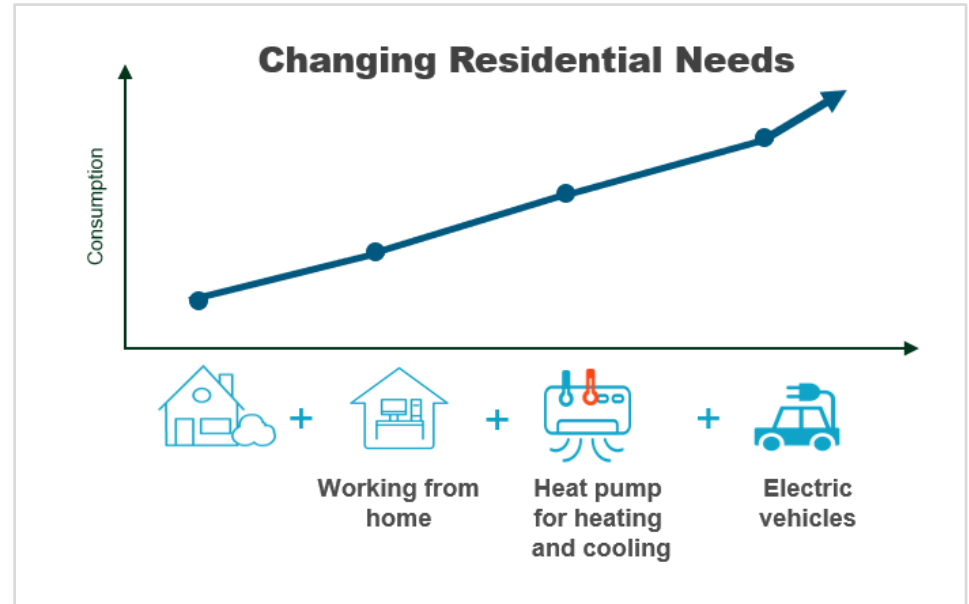 Changing Residential Needs
Consumption
+
+
+
Working from
home
Heat pump
for heating
and cooling
Electric
vehicles